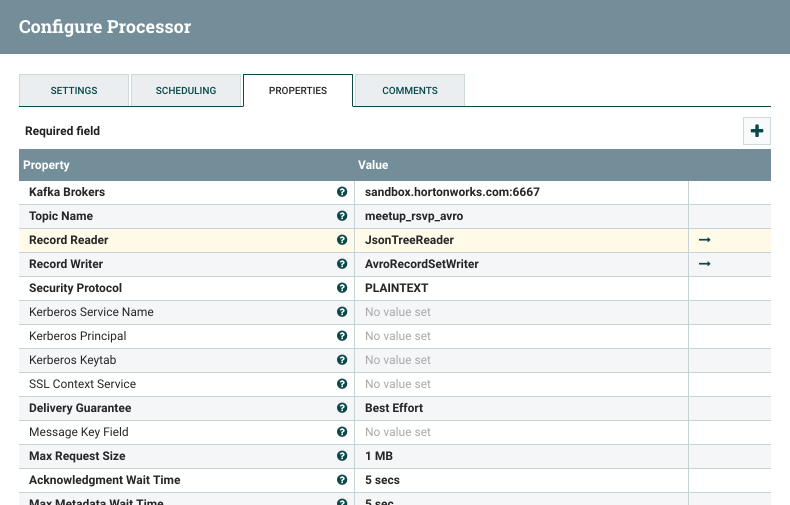 Configure Processor
SETTINGS SCHEDULING PROPERTIES COMMENTS
Required field
Property Value
Kafka Brokers sandbox.hortonworks.com:6667
Topic Name meetup_rsvp_avro
Record Reader JsonTreeReader
Record Writer AvroRecordSetWriter
Security Protocol PLAINTEXT
Kerberos Service Name No value set
Kerberos Principal No value set
Kerberos Keytab No value set
SSL Context Service No value set
Delivery Guarantee Best Effort
Message Key Field No value set
Max Request Size 1 MB
Acknowledgment Wait Time 5 secs
Max Metadata Wait Time 5 sec